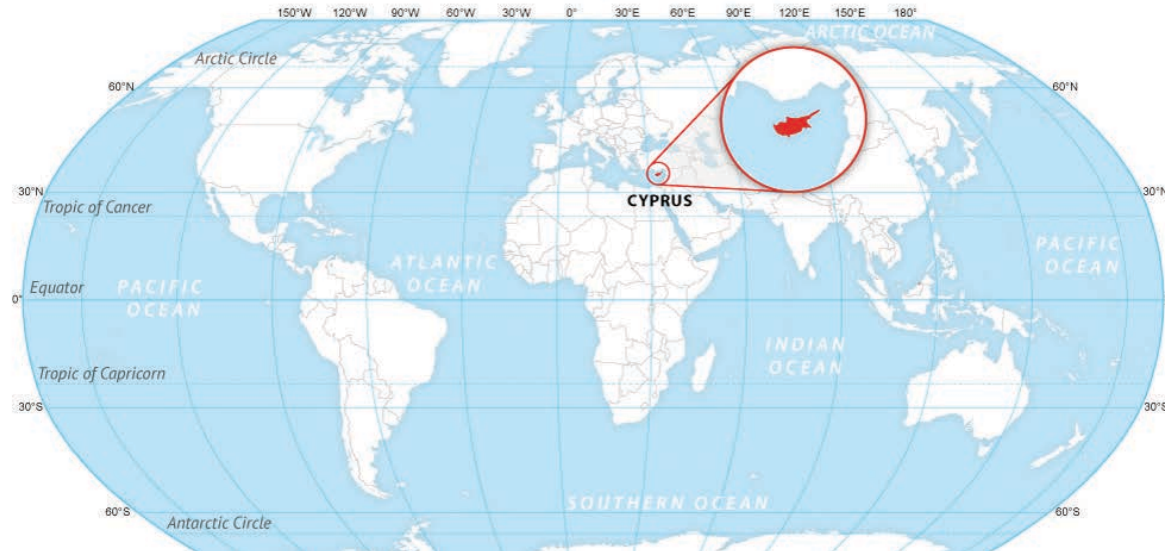 150°W 120°W 90°W 60°W 30°W 0° 30°E 60°E 90°E 120°E 150°E 180°
ARCTIC OCEAN
Arctic Circle
60°N
60°N
30°N
30°N
CYPRUS
Tropic of Cancer
ATLANTIC
OCEAN
PACIFIC
OCEAN
Equator
PACIFIC
OCEAN
0°
0°
INDIAN
OCEAN
Tropic of Capricorn
30°S
30°S
SOUTHERN OCEAN
60°S
60°S
Antarctic Circle